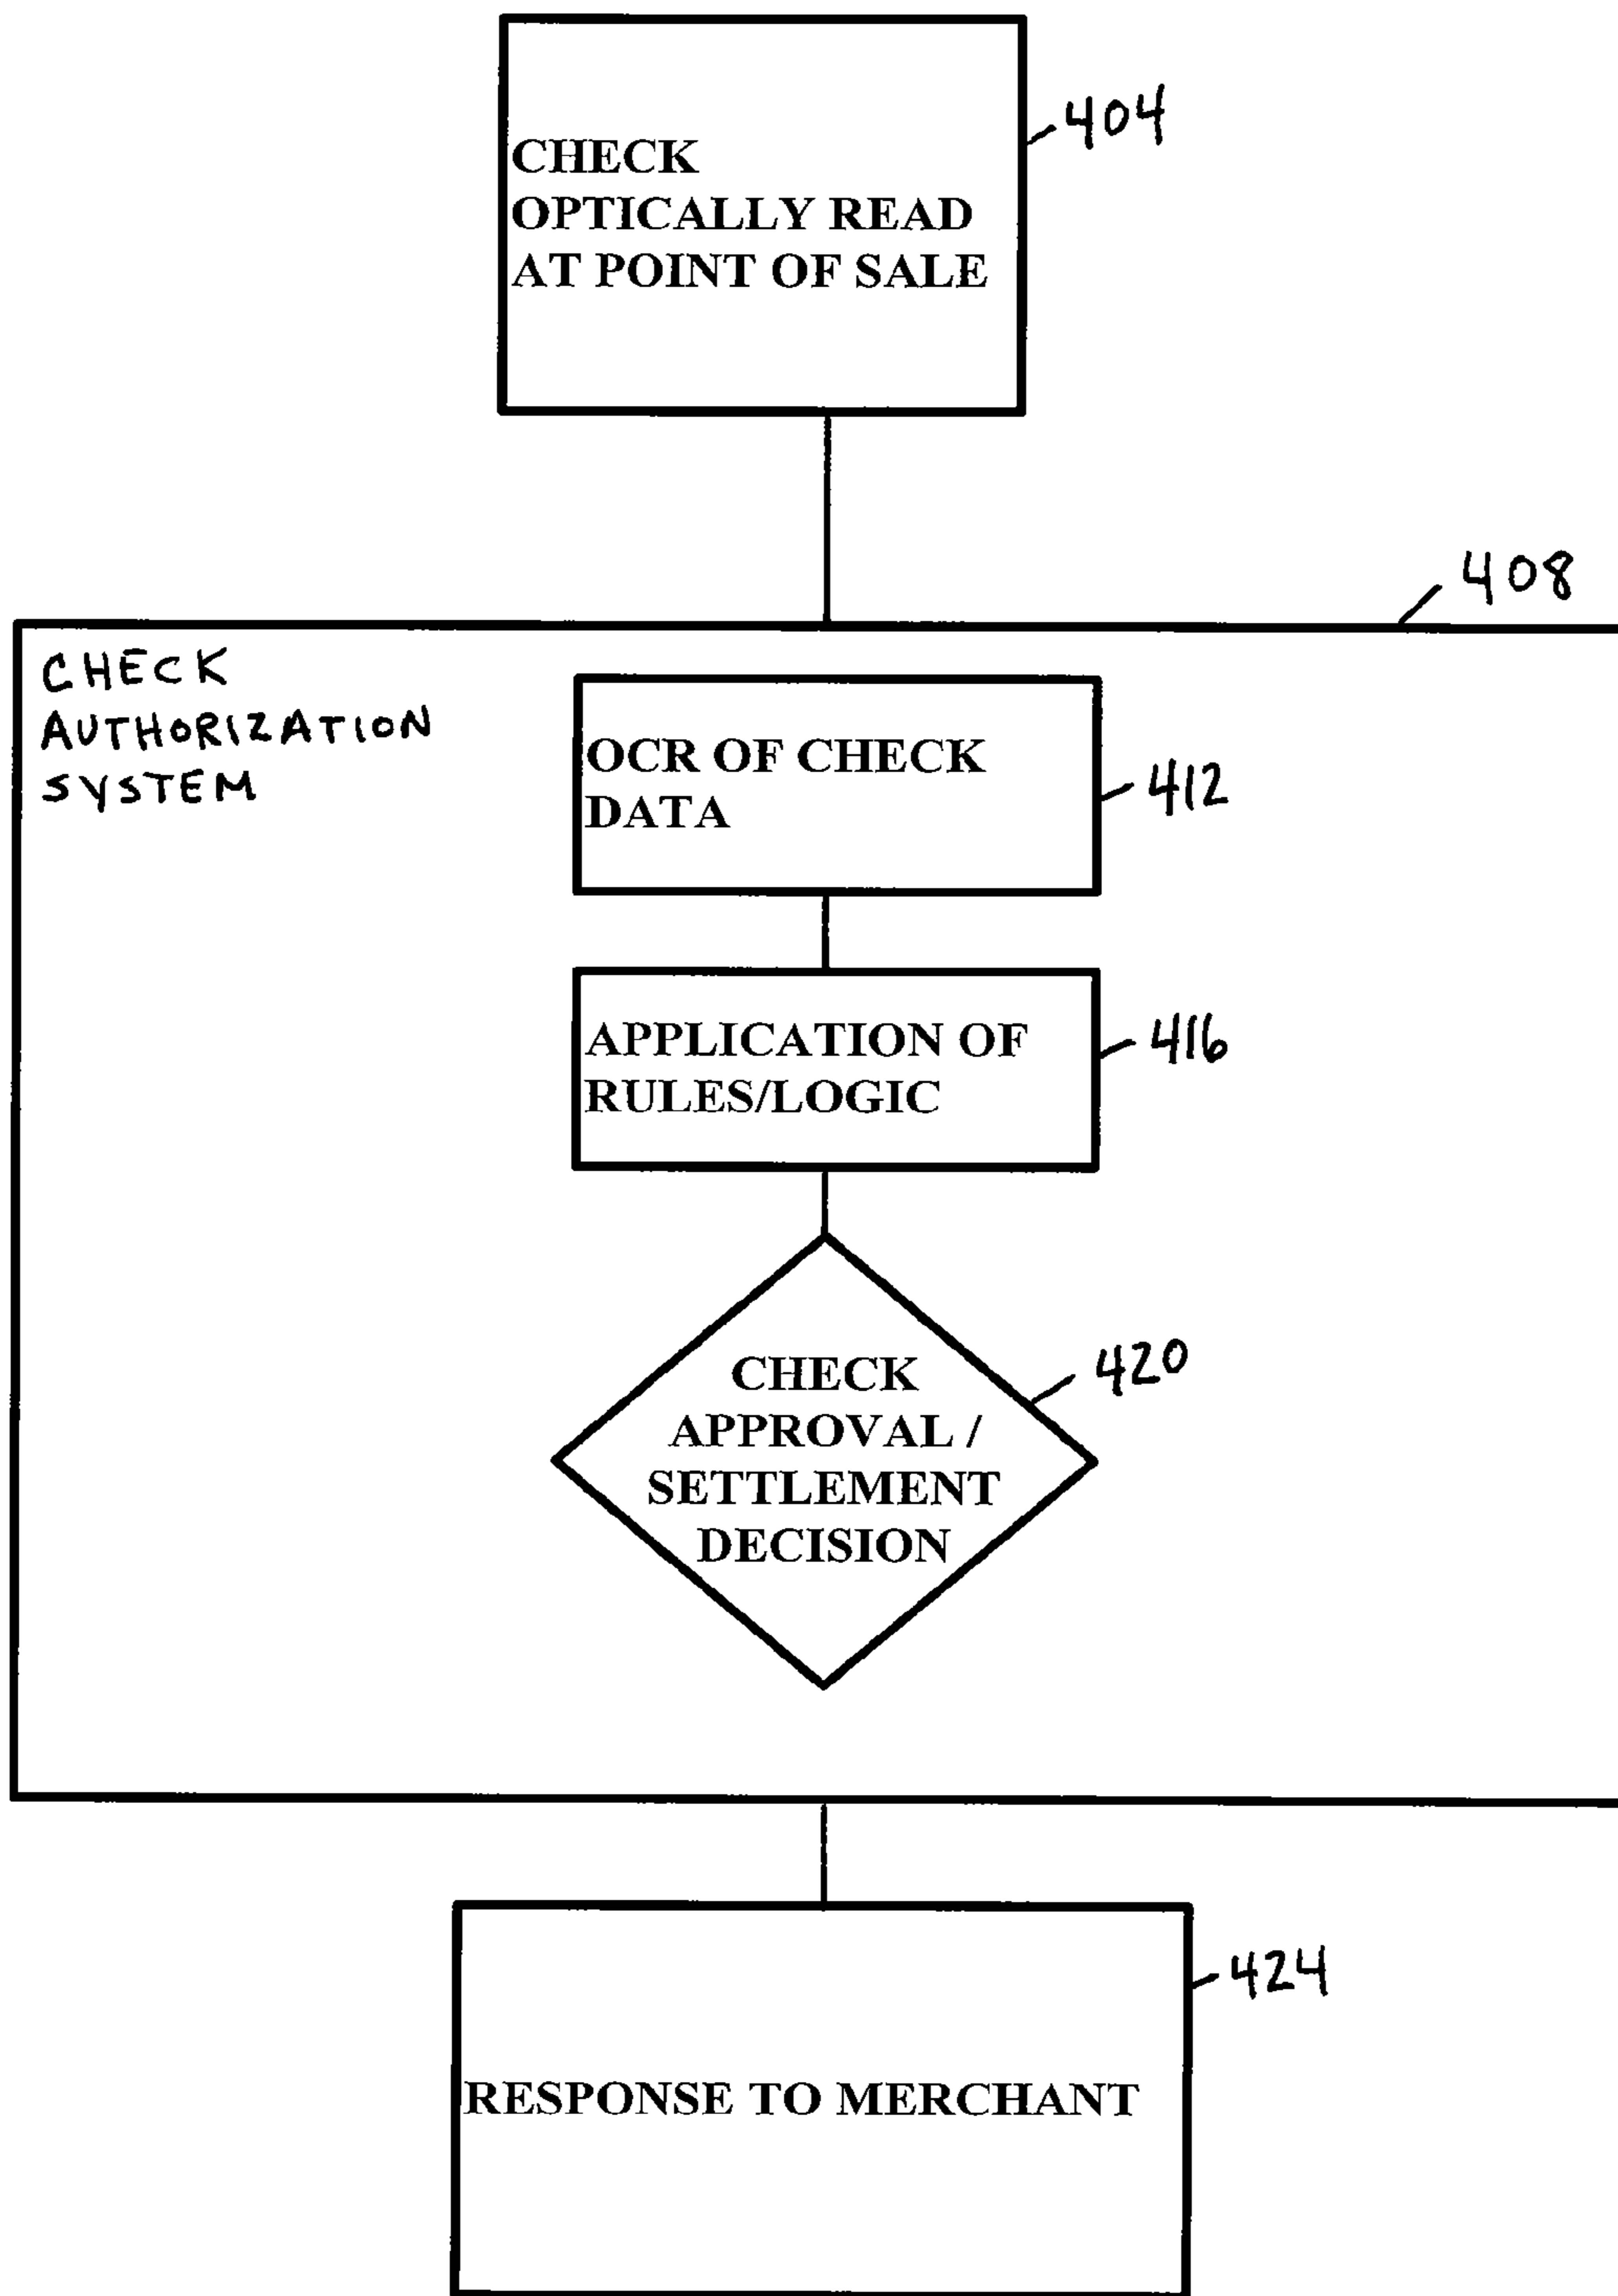 CHECK
OPTICALLY READ
AT POINT OF SALE
404
408
CHECK
AUTHORIZATION
SYSTEM
OCR OF CHECK
DATA
412
APPLICATION OF
RULES/LOGIC
416
CHECK
APPROVAL /
SETTLEMENT
DECISION
420
RESPONSE TO MERCHANT
424